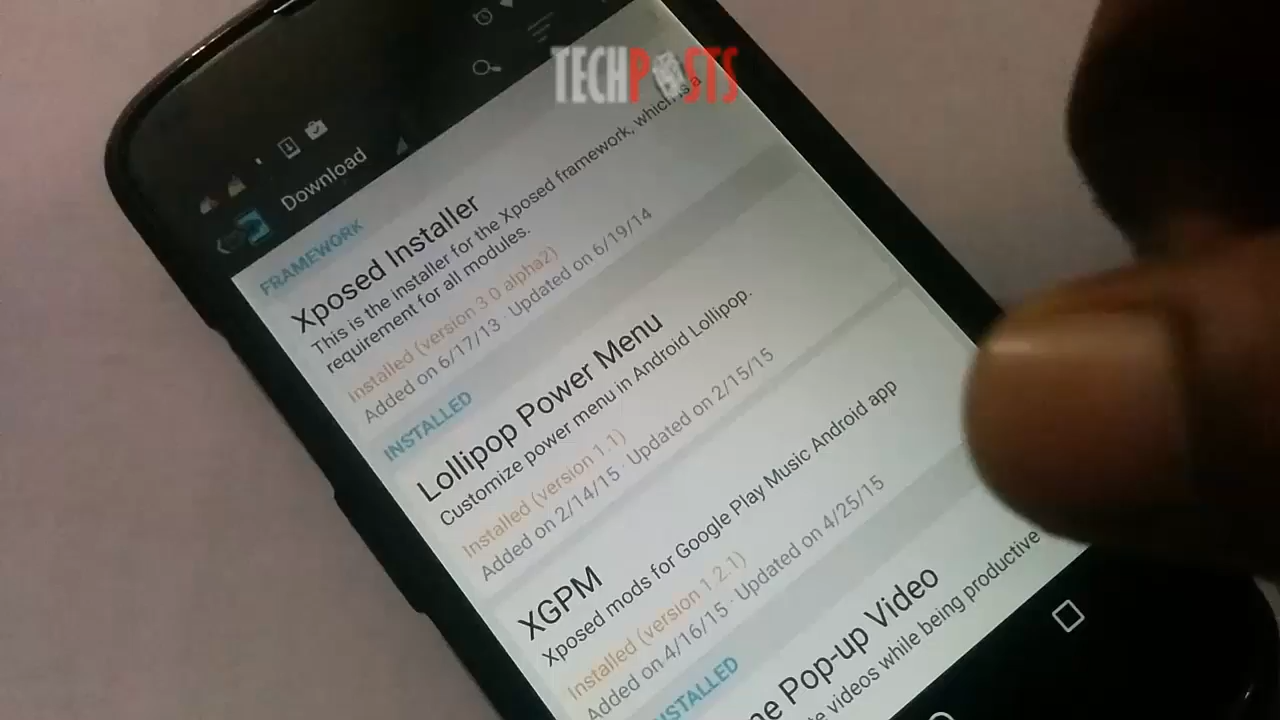 TECHPOSTS
Download
FRAMEWORK
Xposed Installer
This is the installer for the Xposed framework, which is a
requirement for all modules.
Installed (version 3.0 alpha2)
Added on 6/17/13 · Updated on 6/19/14
INSTALLED
Lollipop Power Menu
Customize power menu in Android Lollipop.
Installed (version 1.1)
Added on 2/14/15 · Updated on 2/15/15
XGPM
Xposed mods for Google Play Music Android app
Installed (version 1.2.1)
Added on 4/16/15 · Updated on 4/25/15
Pop-up Video
videos while being productive